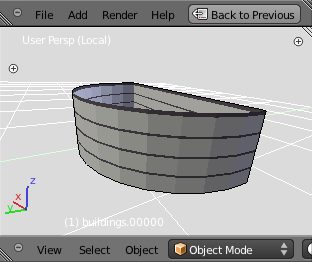 File Add Render Help Back to Previous
User Persp (Local)
z
x
y
(1) buildings.00000
View Select Object Object Mode